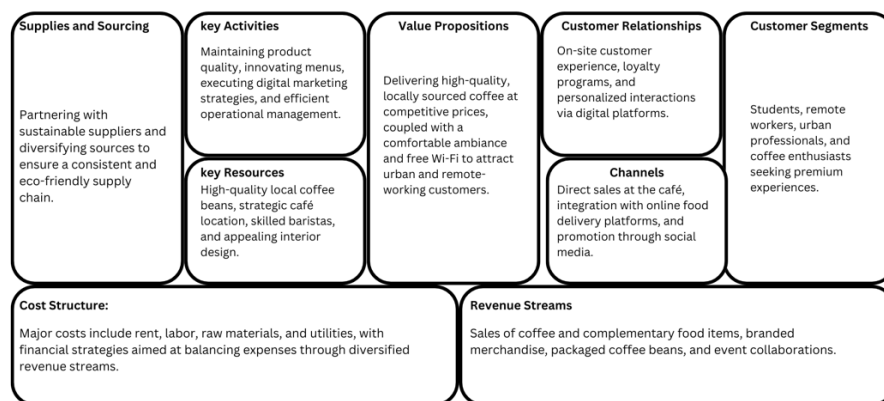 Supplies and Sourcing
Partnering with
sustainable suppliers and
diversifying sources to
ensure a consistent and
eco-friendly supply
chain.
key Activities
Maintaining product
quality, innovating menus,
executing digital marketing
strategies, and efficient
operational management.
key Resources
High-quality local coffee
beans, strategic café
location, skilled baristas,
and appealing interior
design.
Value Propositions
Delivering high-quality,
locally sourced coffee at
competitive prices,
coupled with a
comfortable ambiance
and free Wi-Fi to attract
urban and remote-
working customers.
Customer Relationships
On-site customer
experience, loyalty
programs, and
personalized interactions
via digital platforms.
Channels
Direct sales at the café,
integration with online food
delivery platforms, and
promotion through social
media.
Customer Segments
Students, remote
workers, urban
professionals, and
coffee enthusiasts
seeking premium
experiences.
Cost Structure:
Major costs include rent, labor, raw materials, and utilities, with
financial strategies aimed at balancing expenses through diversified
revenue streams.
Revenue Streams
Sales of coffee and complementary food items, branded
merchandise, packaged coffee beans, and event collaborations.